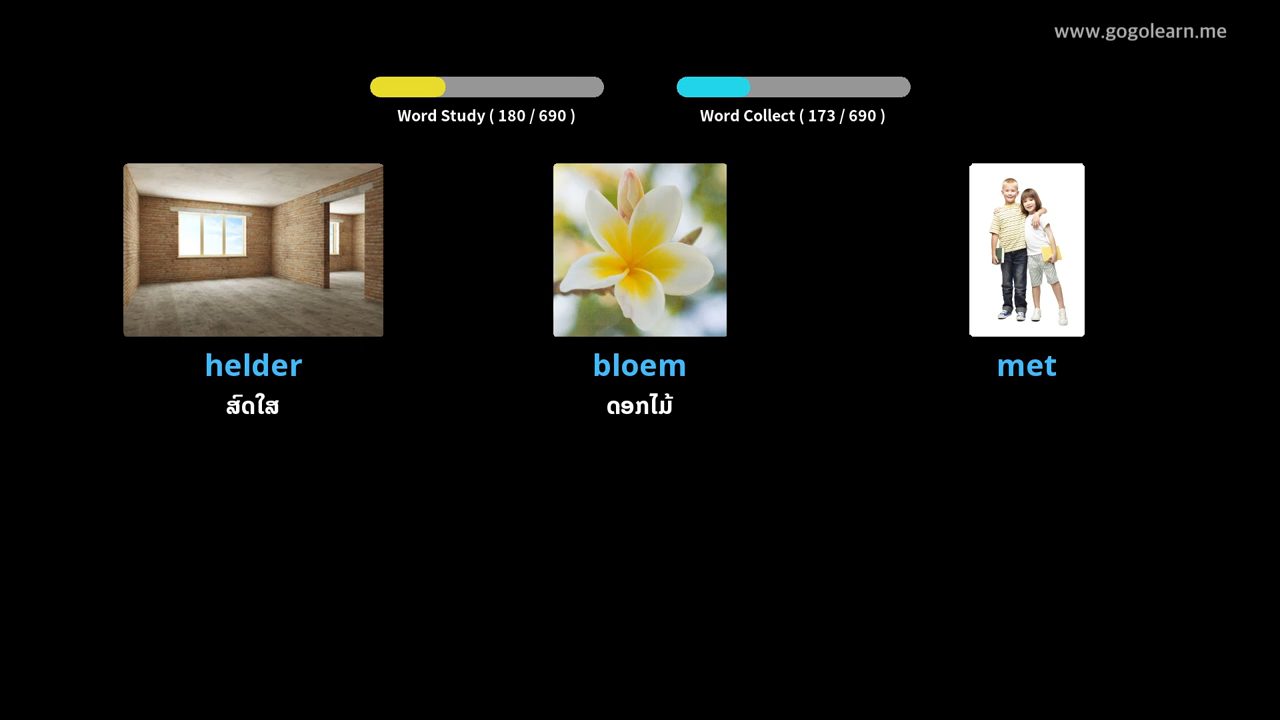 www.gogolearn.me
Word Study ( 180 / 690 )
Word Collect ( 173 / 690 )
helder
bloem
met
ສົດໃສ
ດອກໄມ້